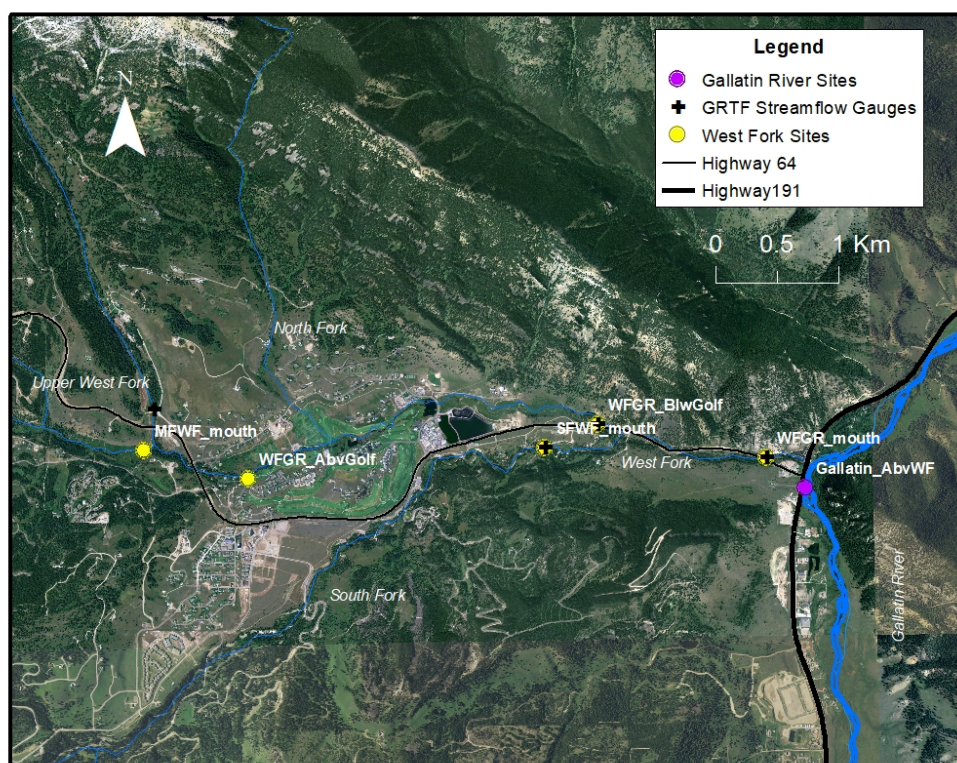 Legend
Gallatin River Sites
GRTF Streamflow Gauges
West Fork Sites
Highway 64
Highway191
N
0 0.5 1 Km
North Fork
Upper West Fork
MFWF_mouth
WFGR_BlwGolf
SFWF_mouth
WFGR_mouth
WFGR_AbvGolf
West Fork
Gallatin_AbvWF
South Fork
Gallatin River